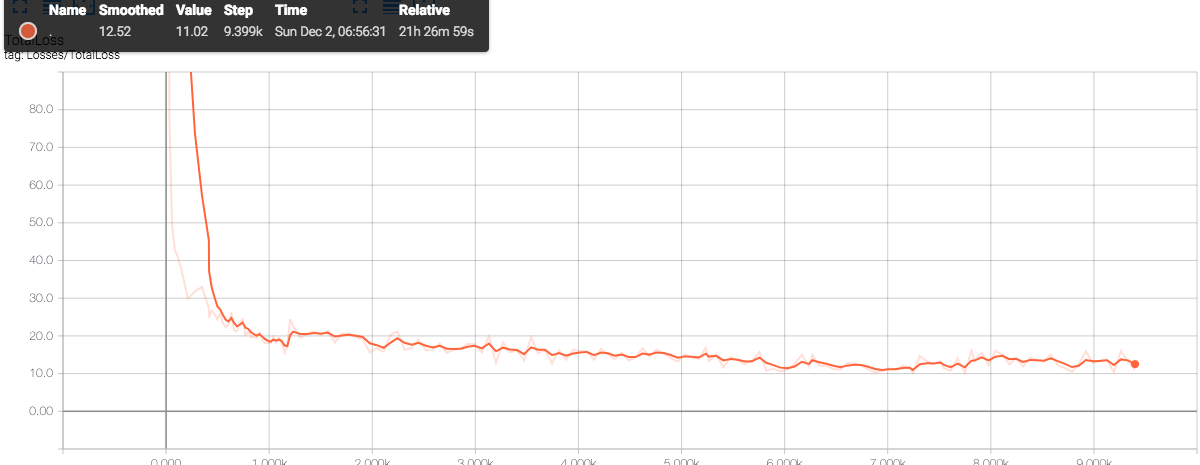 Name Smoothed Value Step Time Relative
. 12.52 11.02 9.399k Sun Dec 2, 06:56:31 21h 26m 59s
TotalLoss
tag: Losses/TotalLoss
80.0
70.0
60.0
50.0
40.0
30.0
20.0
10.0
0.00
0.000 1.000k 2.000k 3.000k 4.000k 5.000k 6.000k 7.000k 8.000k 9.000k